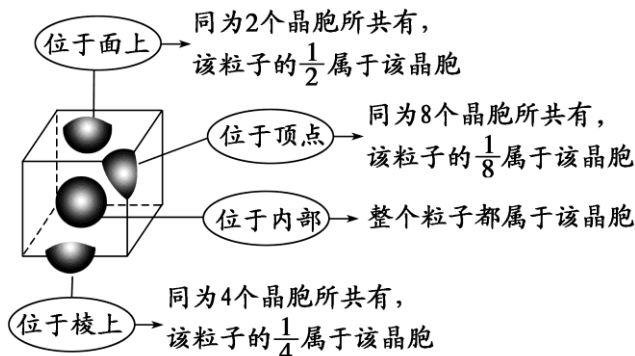 位于面上
同为2个晶胞所共有，
该粒子的1/2属于该晶胞
位于顶点
同为8个晶胞所共有，
该粒子的1/8属于该晶胞
位于内部
整个粒子都属于该晶胞
位于棱上
同为4个晶胞所共有，
该粒子的1/4属于该晶胞